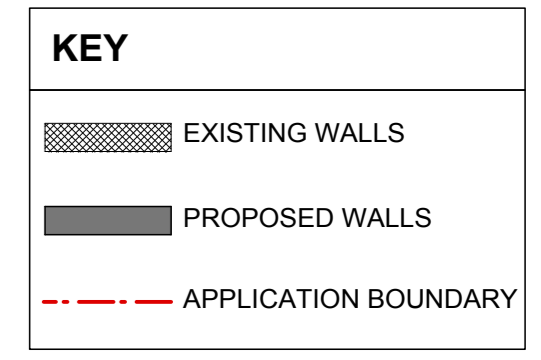 KEY
EXISTING WALLS
PROPOSED WALLS
APPLICATION BOUNDARY